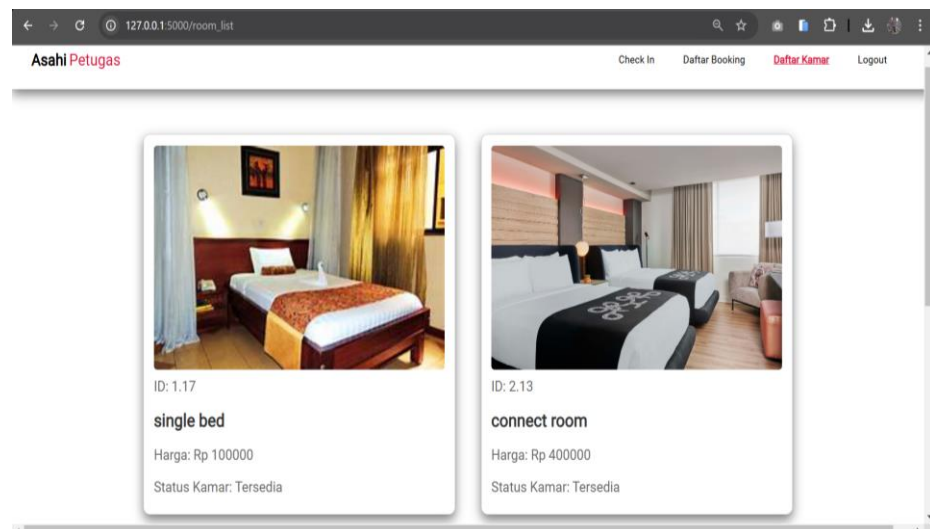 127.0.0.1:5000/room_list
Asahi Petugas
Check In
Daftar Booking
Daftar Kamar
Logout
ID: 1.17
single bed
Harga: Rp 100000
Status Kamar: Tersedia
ID: 2.13
connect room
Harga: Rp 400000
Status Kamar: Tersedia